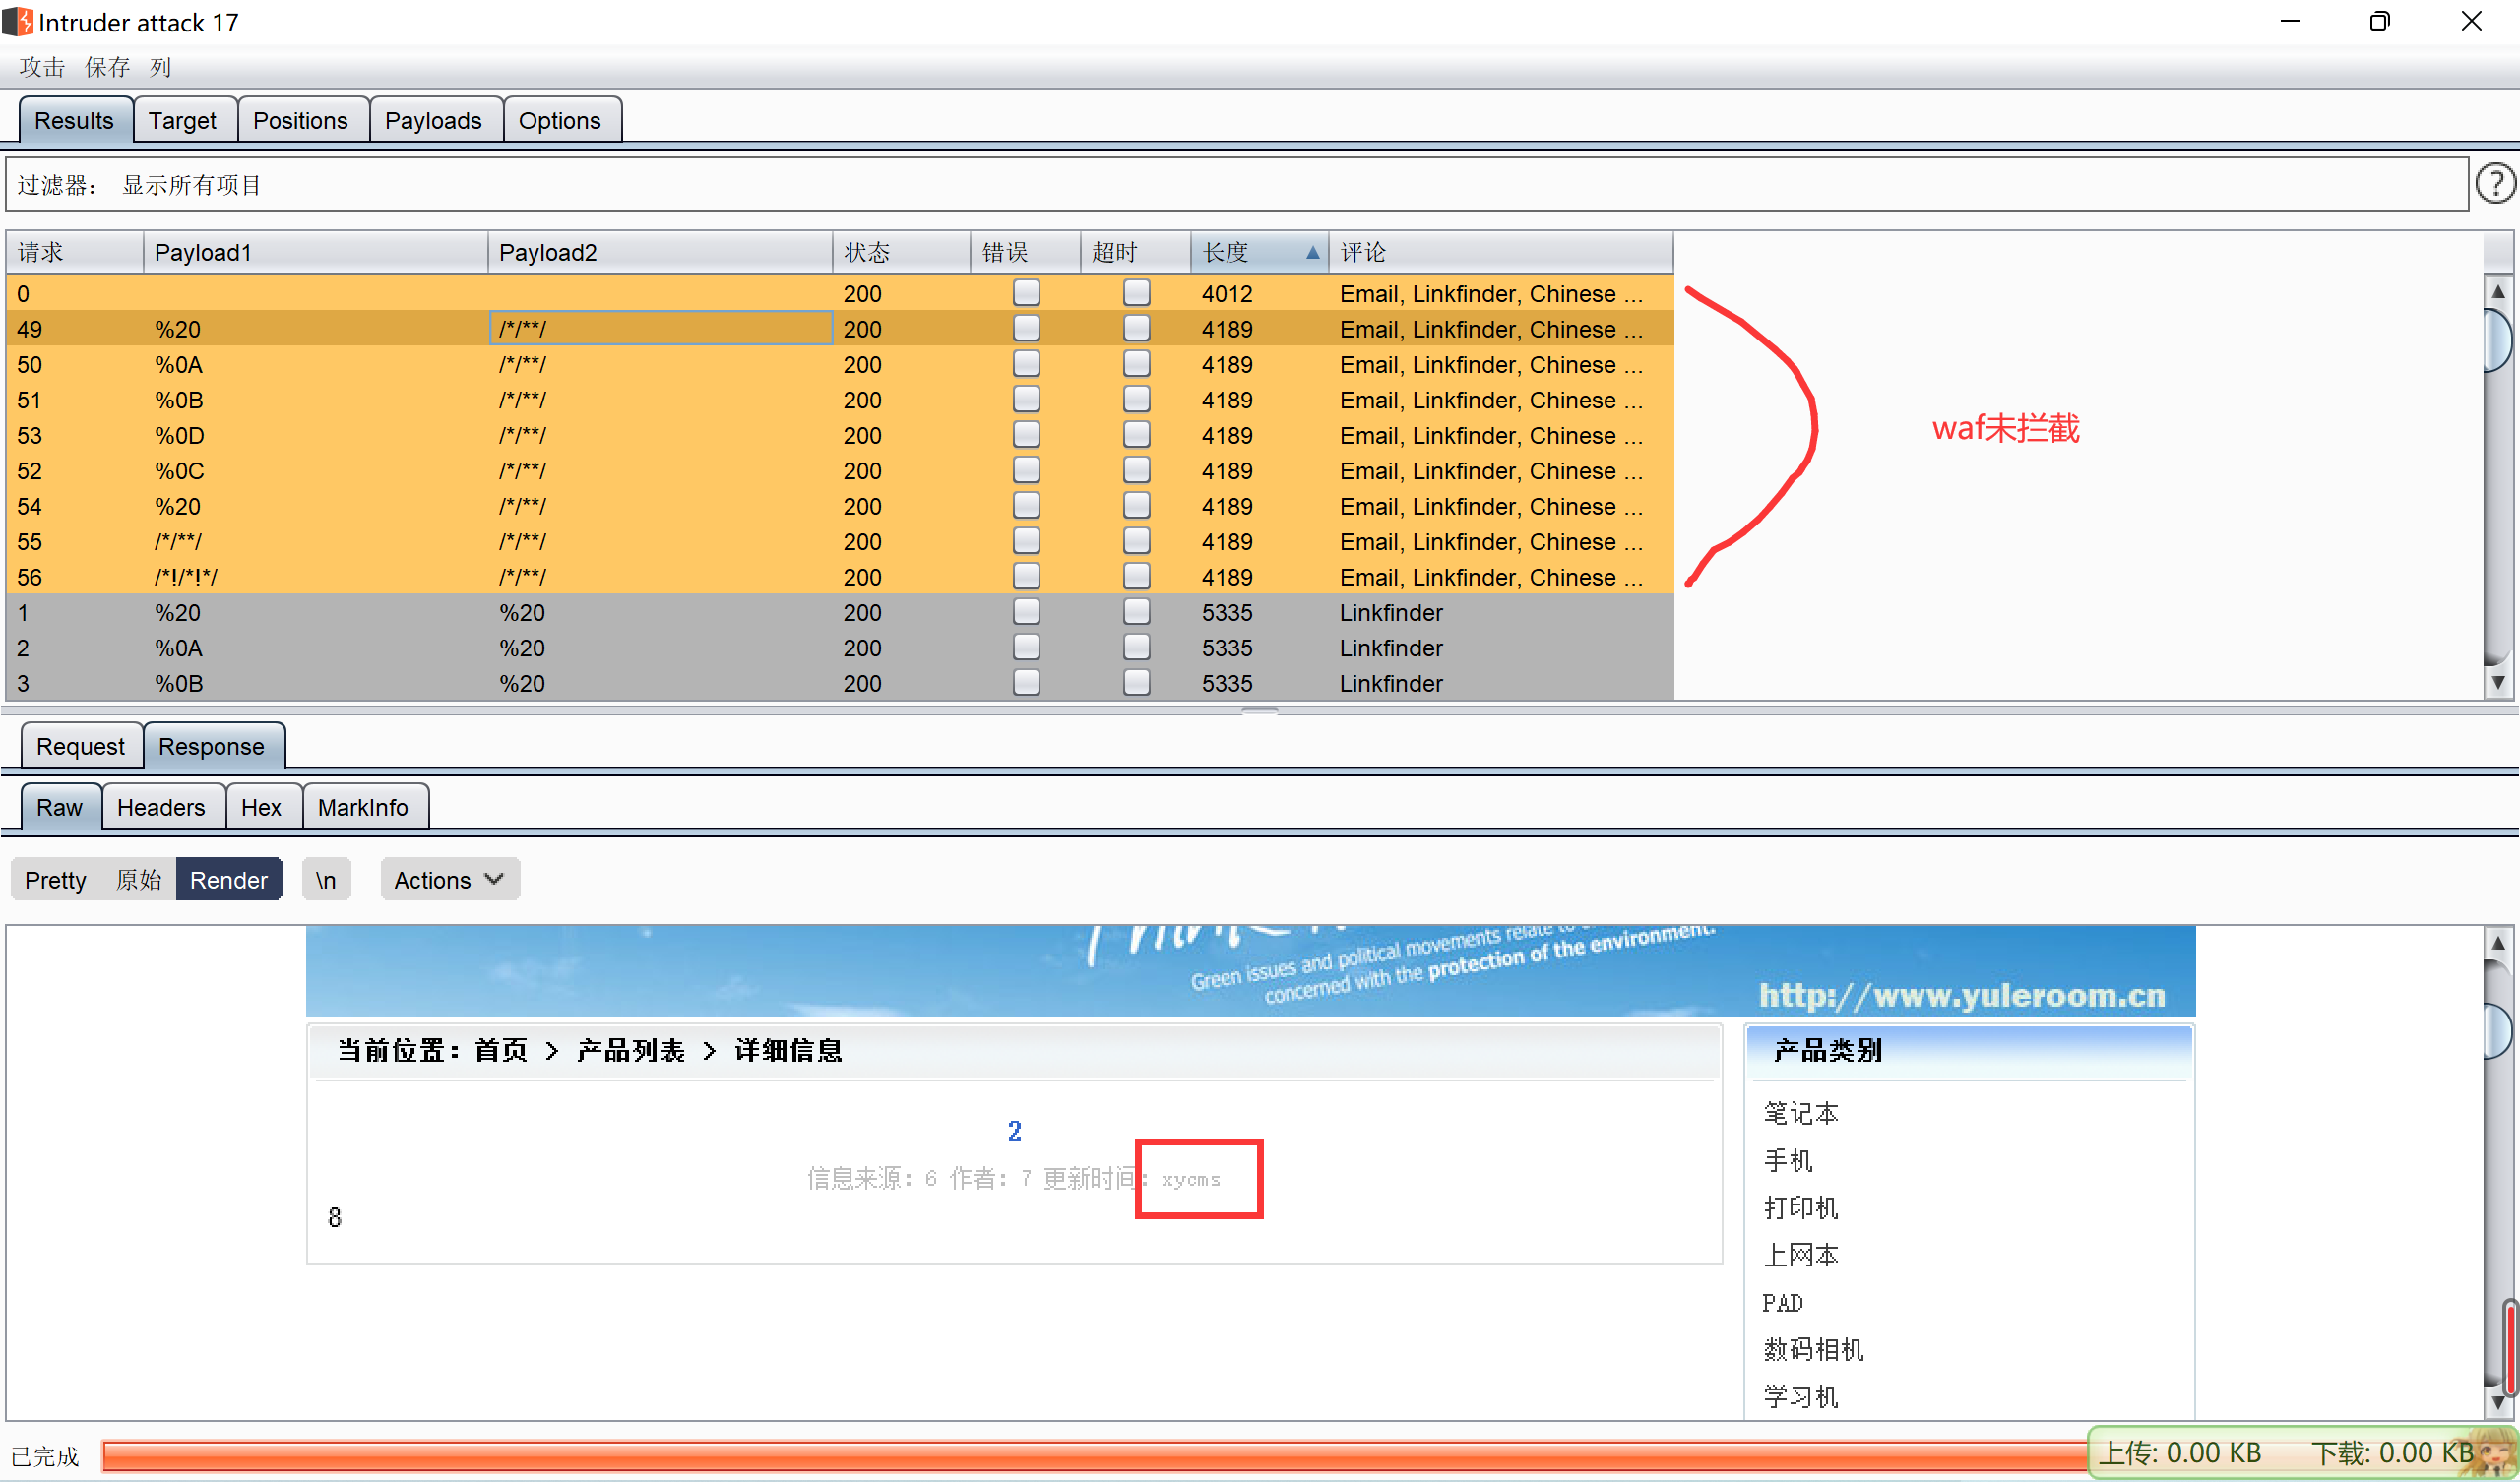 Intruder attack 17
攻击 保存 列
Results Target Positions Payloads Options
过滤器： 显示所有项目 ?
请求 Payload1 Payload2 状态 错误 超时 长度 评论
0 200 4012 Email, Linkfinder, Chinese ...
49 %20 /*/**/ 200 4189 Email, Linkfinder, Chinese ...
50 %0A /*/**/ 200 4189 Email, Linkfinder, Chinese ...
51 %0B /*/**/ 200 4189 Email, Linkfinder, Chinese ...
53 %0D /*/**/ 200 4189 Email, Linkfinder, Chinese ...
52 %0C /*/**/ 200 4189 Email, Linkfinder, Chinese ...
54 %20 /*/**/ 200 4189 Email, Linkfinder, Chinese ...
55 /*/**/ /*/**/ 200 4189 Email, Linkfinder, Chinese ...
56 /*!/*!*/ /*/**/ 200 4189 Email, Linkfinder, Chinese ...
1 %20 %20 200 5335 Linkfinder
2 %0A %20 200 5335 Linkfinder
3 %0B %20 200 5335 Linkfinder
waf未拦截
Request Response
Raw Headers Hex MarkInfo
Pretty 原始 Render \n Actions
Green issues and political movements relate to
concerned with the protection of the environment.
http://www.yuleroom.cn
当前位置：首页 > 产品列表 > 详细信息
2
信息来源：6 作者：7 更新时间：xycms
8
产品类别
笔记本
手机
打印机
上网本
PAD
数码相机
学习机
已完成
上传: 0.00 KB 下载: 0.00 KB